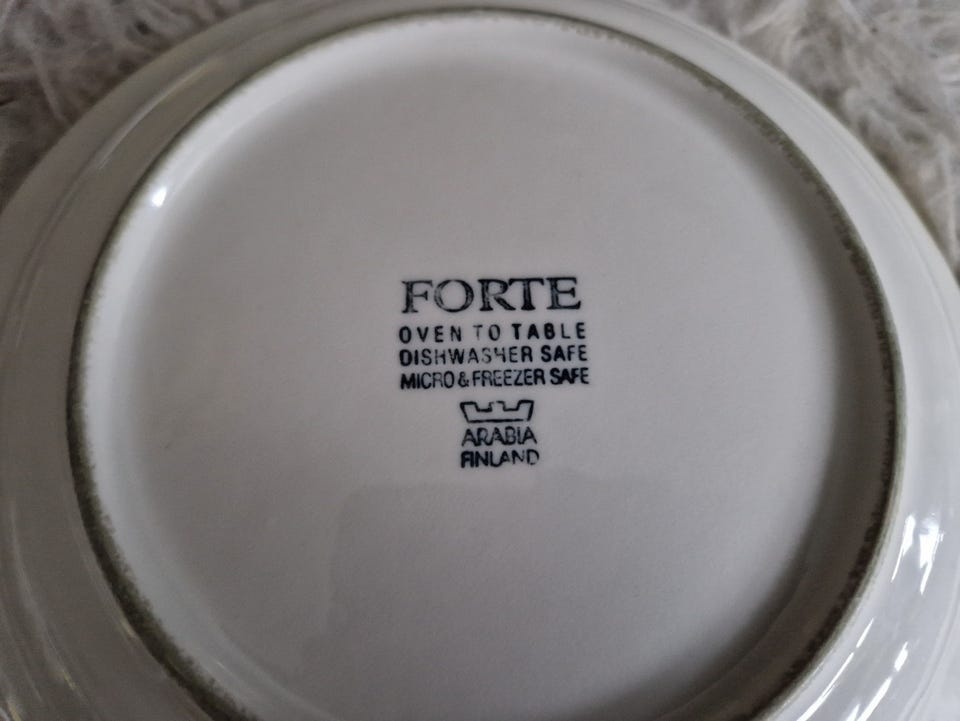 FORTE
OVEN TO TABLE
DISHWASHER SAFE
MICRO & FREEZER SAFE
ARABIA
FINLAND